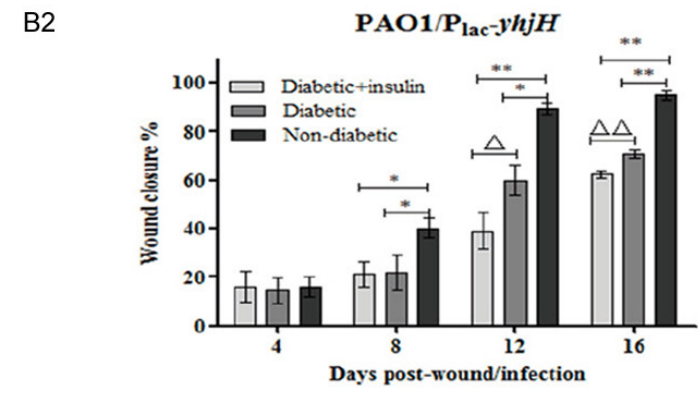 B2
PAO1/Plac-yhjH
**
100
**
**
Diabetic+insulin
*
80
Diabetic
△
△△
Non-diabetic
60
*
*
40
20
0
Wound closure %
4 8 12 16
Days post-wound/infection